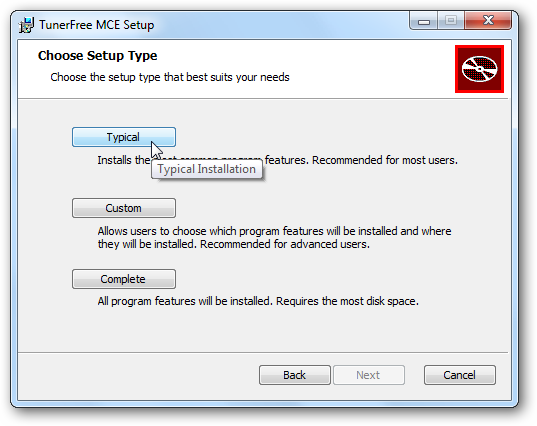 TunerFree MCE Setup
Choose Setup Type
Choose the setup type that best suits your needs
Typical
Installs the most common program features. Recommended for most users.
Typical Installation
Custom
Allows users to choose which program features will be installed and where
they will be installed. Recommended for advanced users.
Complete
All program features will be installed. Requires the most disk space.
Back
Next
Cancel